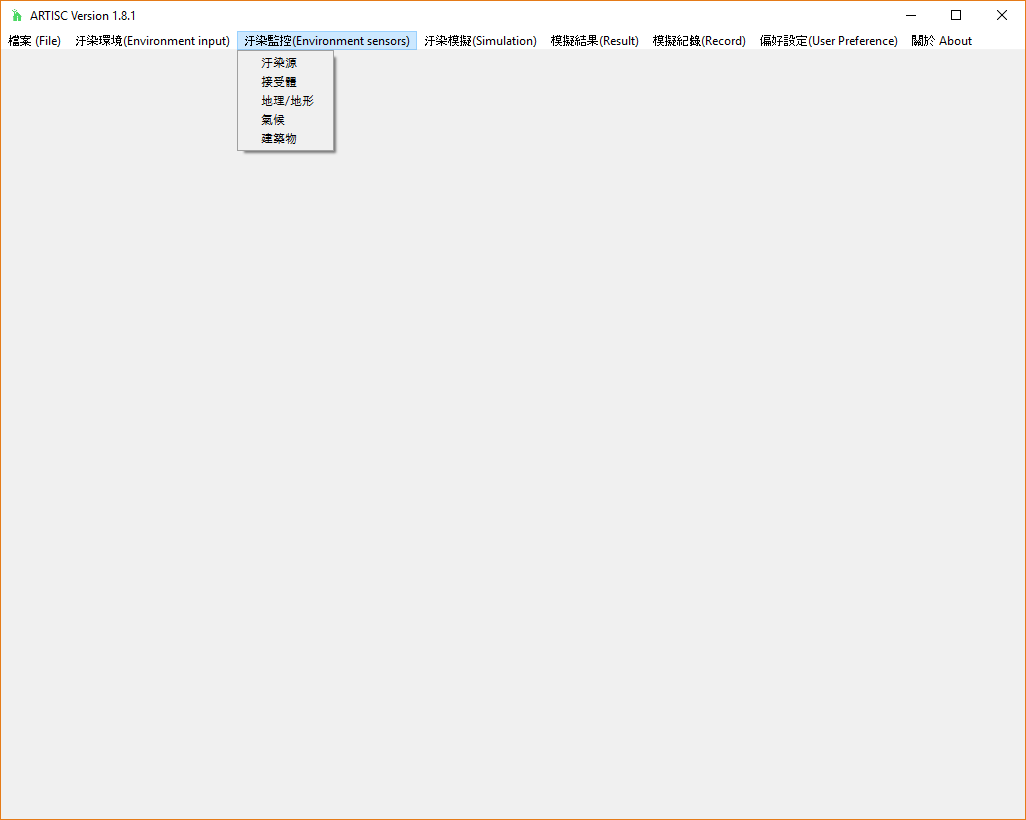 ARTISC Version 1.8.1
檔案 (File) 汙染環境(Environment input) 汙染監控(Environment sensors) 汙染模擬(Simulation) 模擬結果(Result) 模擬紀錄(Record) 偏好設定(User Preference) 關於 About
汙染源
接受體
地理/地形
氣候
建築物